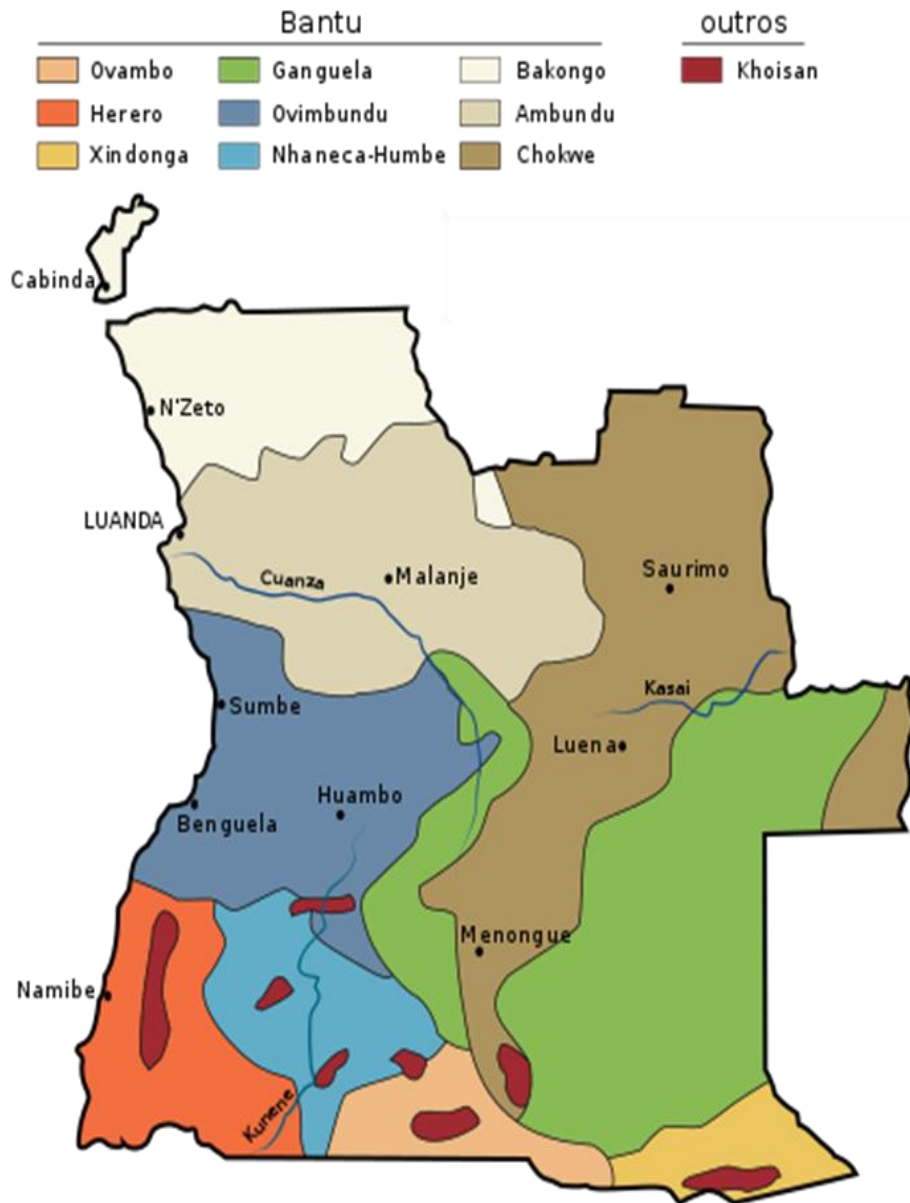 Bantu
outros
Ovambo
Ganguela
Bakongo
Khoisan
Herero
Ovimbundu
Ambundu
Xindonga
Nhaneca-Humbe
Chokwe
Cabinda
N'Zeto
LUANDA
Cuanza
Malanje
Saurimo
Kasai
Sumbe
Luena
Huambo
Benguela
Menongue
Namibe
Kunene